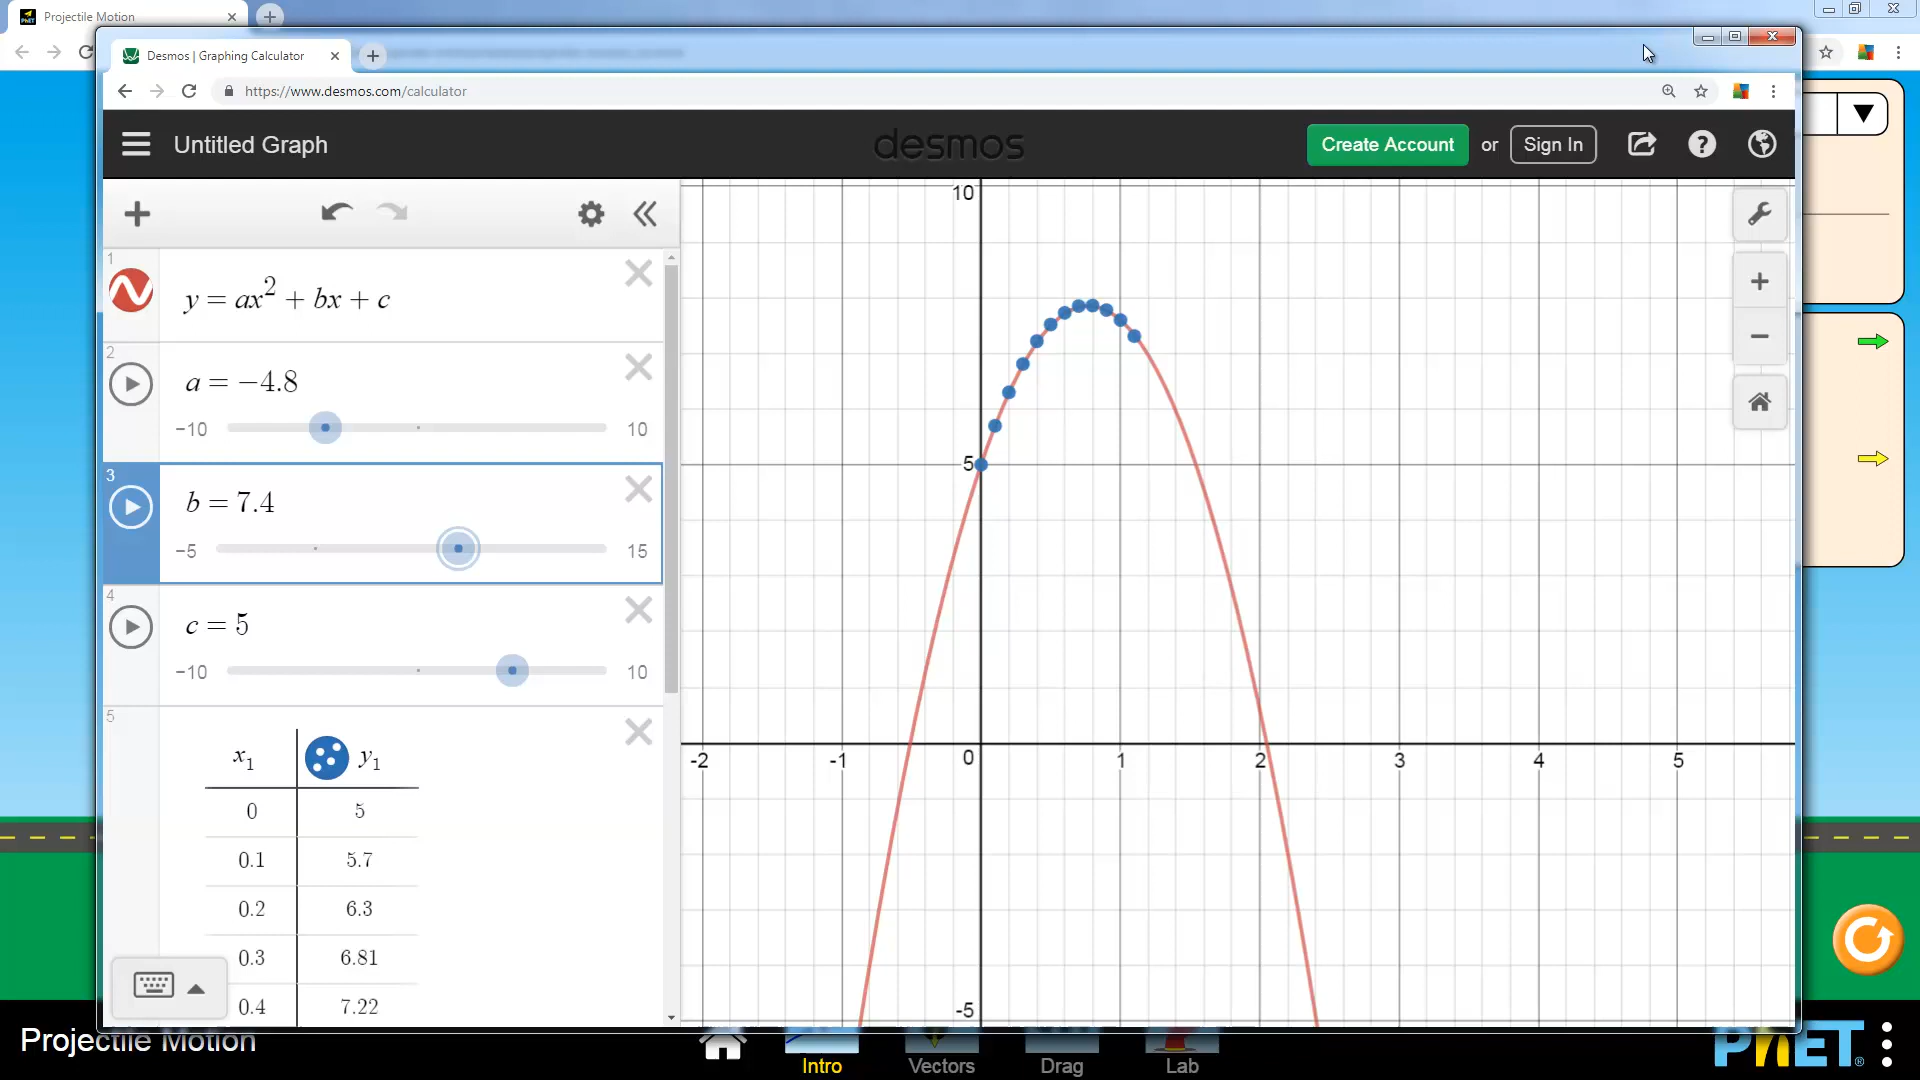 Projectile Motion
Desmos | Graphing Calculator
https://www.desmos.com/calculator
Untitled Graph
desmos
Create Account
or
Sign In
1
y = ax² + bx + c
2
a = −4.8
−10
10
3
b = 7.4
−5
15
4
c = 5
−10
10
5
x₁ y₁
0 5
0.1 5.7
0.2 6.3
0.3 6.81
0.4 7.22
10
5
-2 -1 0 1 2 3 4 5
-5
Projectile Motion
Intro
Vectors
Drag
Lab
PhET